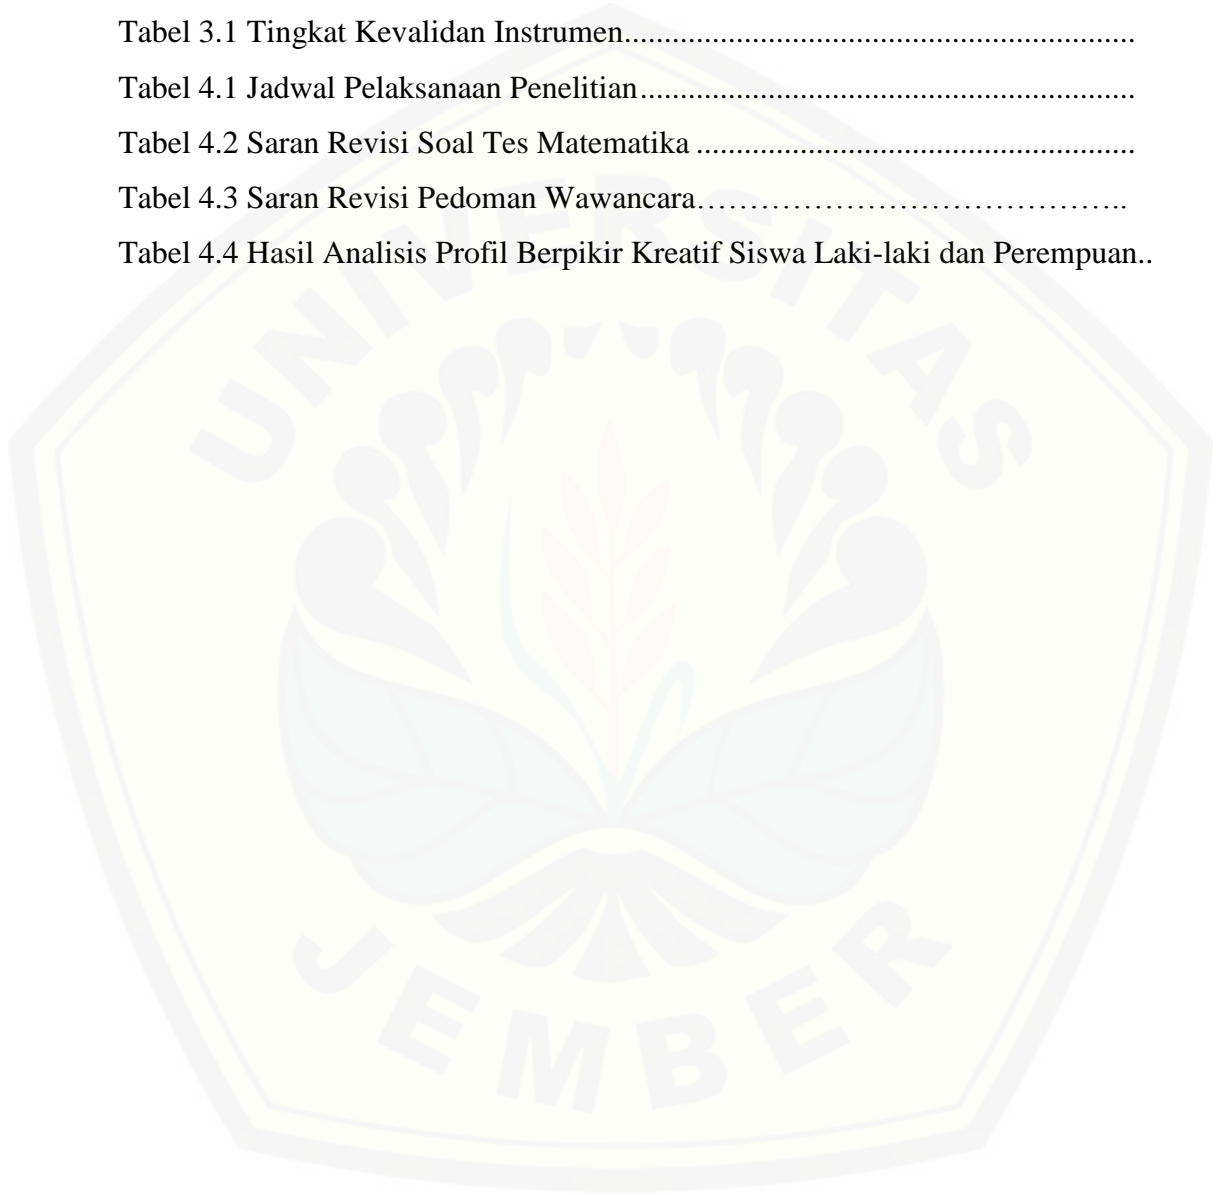 Tabel 3.1 Tingkat Kevalidan Instrumen................................................................
Tabel 4.1 Jadwal Pelaksanaan Penelitian..............................................................
Tabel 4.2 Saran Revisi Soal Tes Matematika .......................................................
Tabel 4.3 Saran Revisi Pedoman Wawancara…………………………………..
Tabel 4.4 Hasil Analisis Profil Berpikir Kreatif Siswa Laki-laki dan Perempuan..
UNIVERSITAS
JEMBER